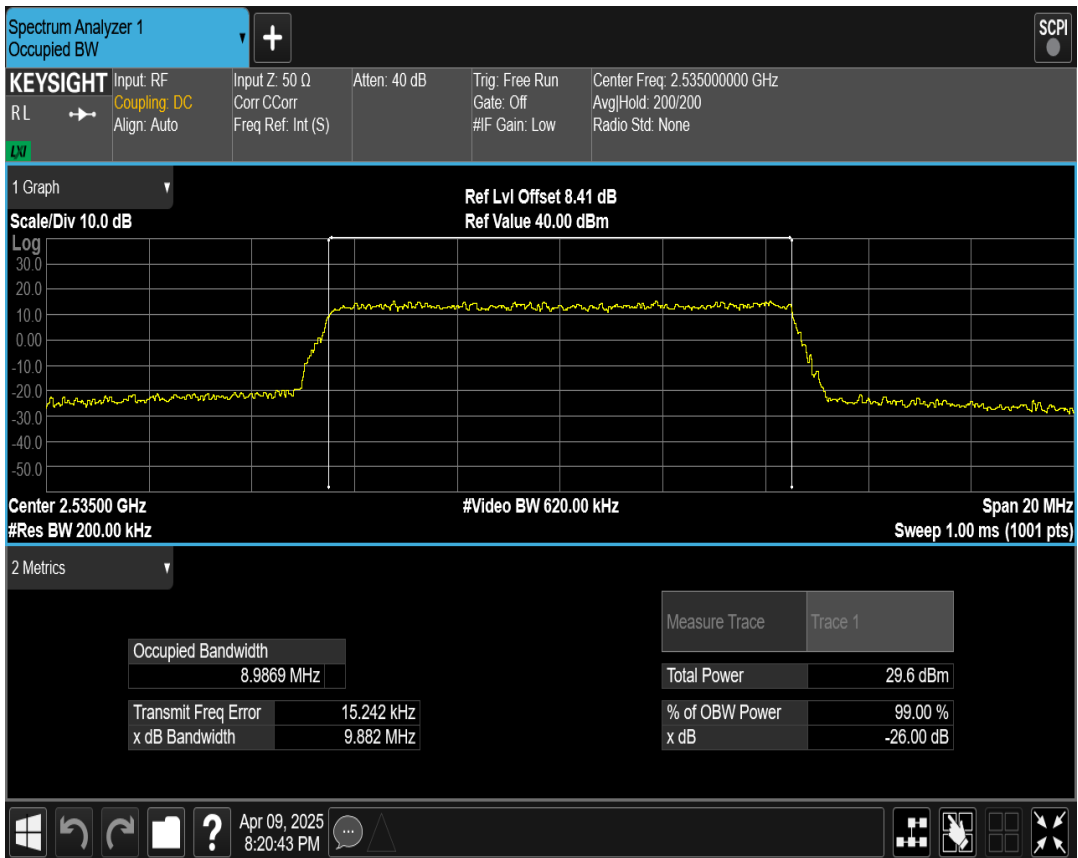 Spectrum Analyzer 1
Occupied BW
▼
+
SCPI
KEYSIGHT
RL
LXI
Input: RF
Coupling: DC
Align: Auto
Input Z: 50 Ω
Corr CCorr
Freq Ref: Int (S)
Atten: 40 dB
Trig: Free Run
Gate: Off
#IF Gain: Low
Center Freq: 2.535000000 GHz
Avg|Hold: 200/200
Radio Std: None
1 Graph
Scale/Div 10.0 dB
Ref Lvl Offset 8.41 dB
Ref Value 40.00 dBm
Log
30.0
20.0
10.0
0.00
-10.0
-20.0
-30.0
-40.0
-50.0
Center 2.53500 GHz
#Res BW 200.00 kHz
#Video BW 620.00 kHz
Span 20 MHz
Sweep 1.00 ms (1001 pts)
2 Metrics
Occupied Bandwidth
8.9869 MHz
Transmit Freq Error 15.242 kHz
x dB Bandwidth 9.882 MHz
Measure Trace Trace 1
Total Power 29.6 dBm
% of OBW Power 99.00 %
x dB -26.00 dB
?
Apr 09, 2025
8:20:43 PM